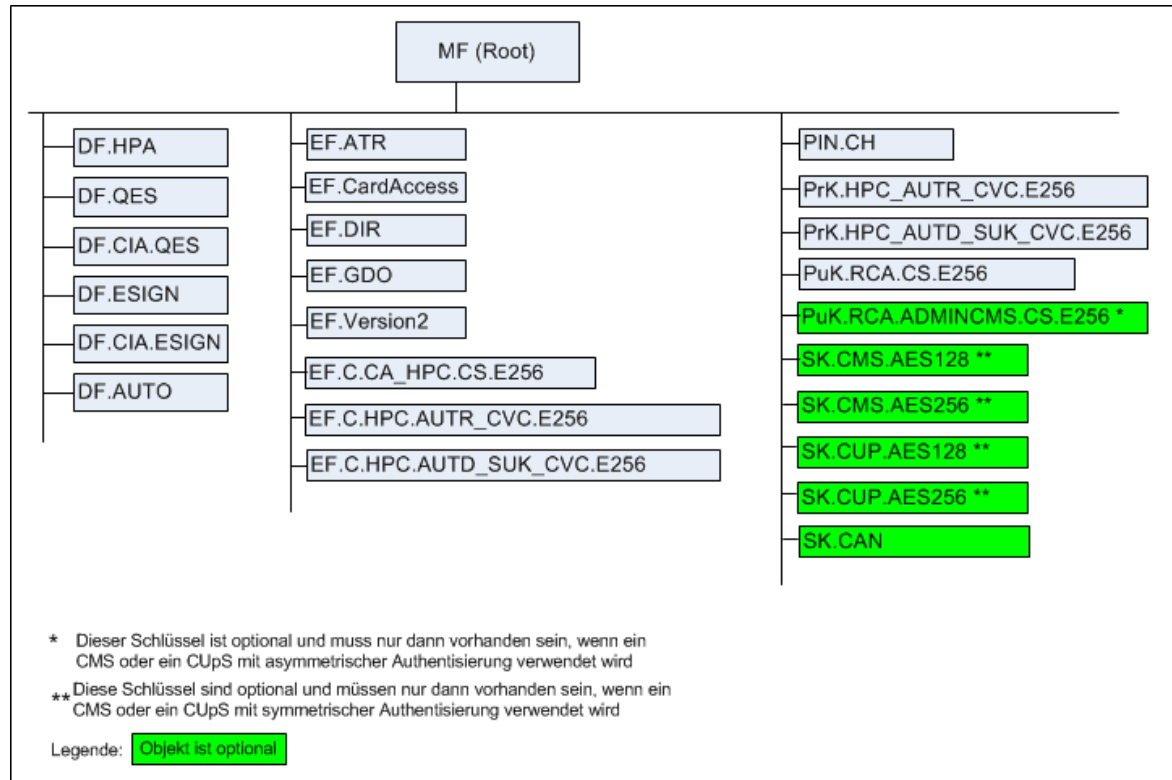 MF (Root)
DF.HPA
DF.QES
DF.CIA.QES
DF.ESIGN
DF.CIA.ESIGN
DF.AUTO
EF.ATR
EF.CardAccess
EF.DIR
EF.GDO
EF.Version2
EF.C.CA_HPC.CS.E256
EF.C.HPC.AUTR_CVC.E256
EF.C.HPC.AUTD_SUK_CVC.E256
PIN.CH
PrK.HPC_AUTR_CVC.E256
PrK.HPC_AUTD_SUK_CVC.E256
PuK.RCA.CS.E256
PuK.RCA.ADMINCMS.CS.E256 *
SK.CMS.AES128 **
SK.CMS.AES256 **
SK.CUP.AES128 **
SK.CUP.AES256 **
SK.CAN
* Dieser Schlüssel ist optional und muss nur dann vorhanden sein, wenn ein
CMS oder ein CUpS mit asymmetrischer Authentisierung verwendet wird
** Diese Schlüssel sind optional und müssen nur dann vorhanden sein, wenn ein
CMS oder ein CUpS mit symmetrischer Authentisierung verwendet wird
Legende: Objekt ist optional